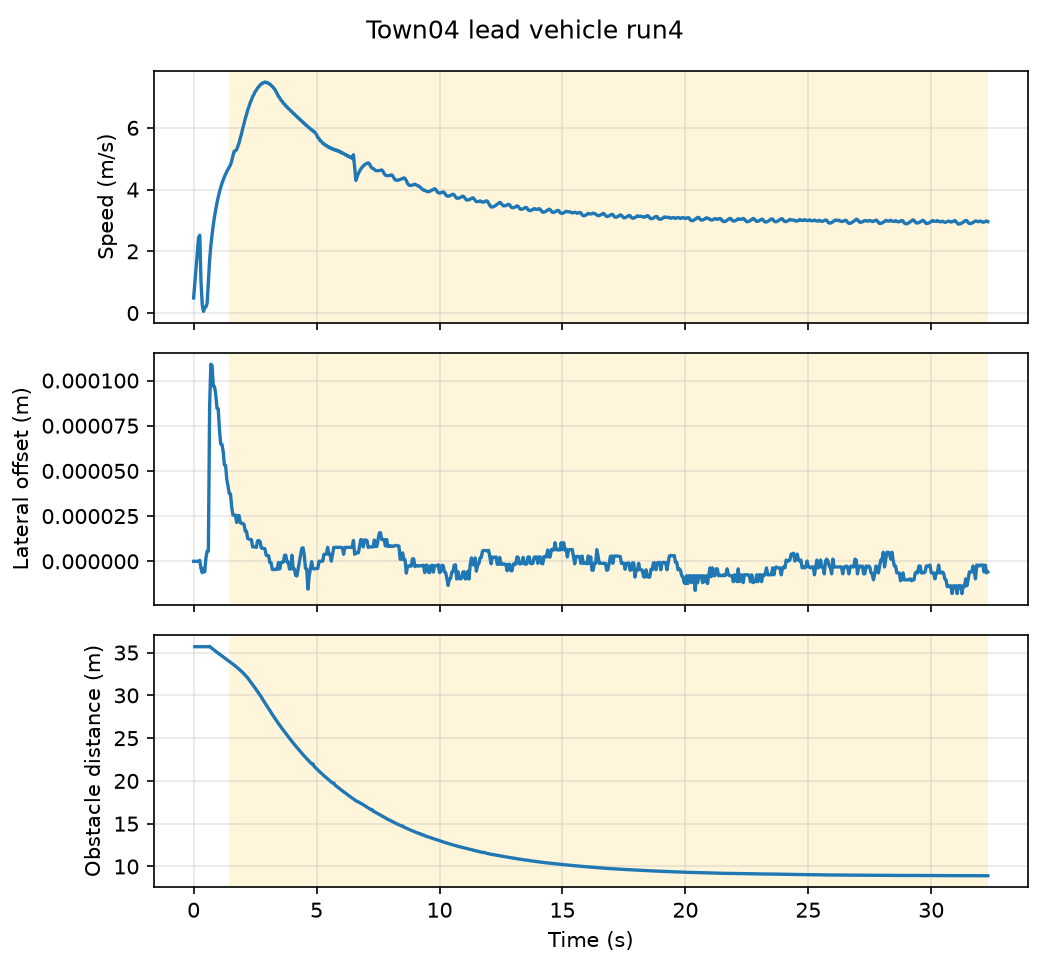 Town04 lead vehicle run4
Speed (m/s)
6
4
2
0
Lateral offset (m)
0.000100
0.000075
0.000050
0.000025
0.000000
Obstacle distance (m)
35
30
25
20
15
10
0 5 10 15 20 25 30
Time (s)